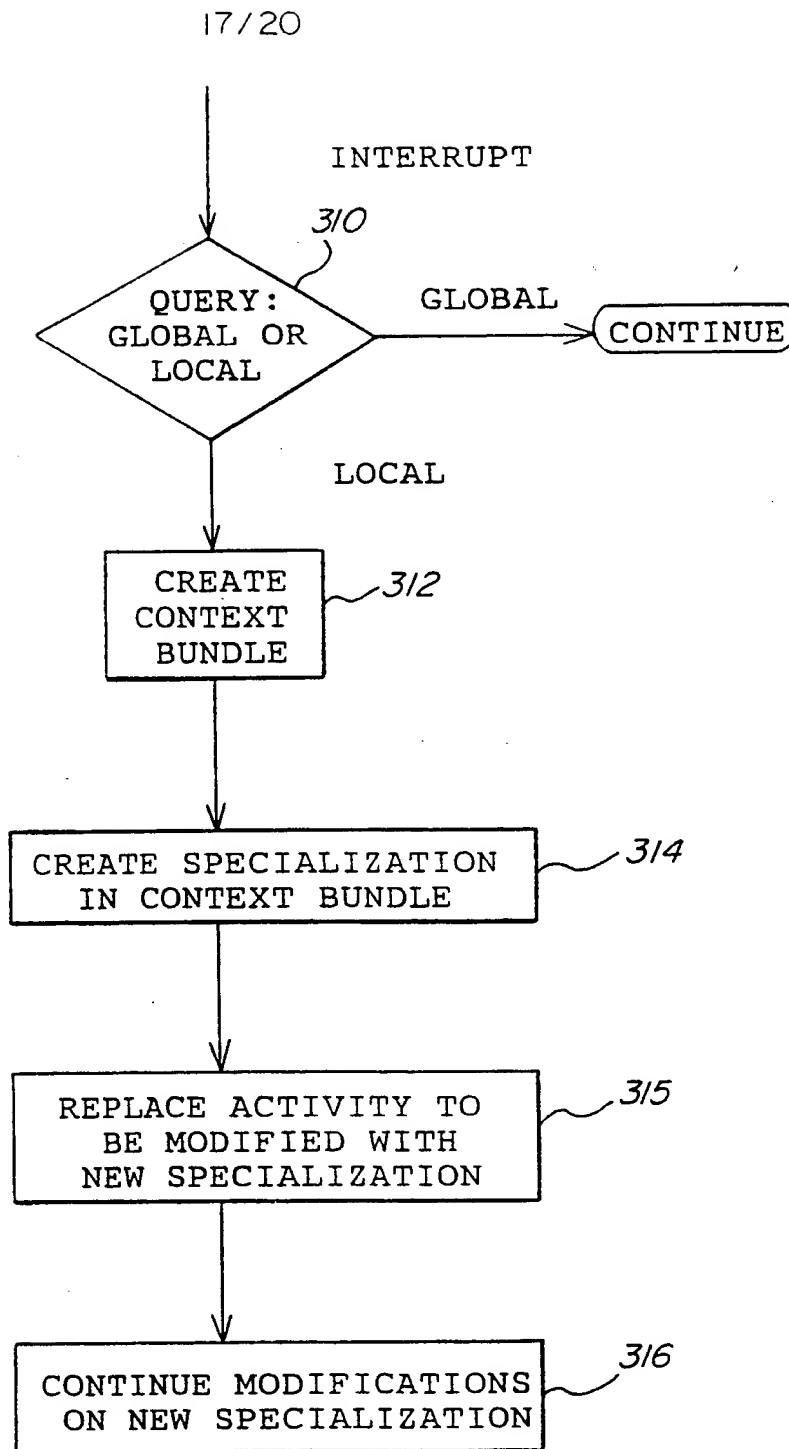 17/20
INTERRUPT
310
QUERY:
GLOBAL OR
LOCAL
GLOBAL
CONTINUE
LOCAL
CREATE
CONTEXT
BUNDLE
312
CREATE SPECIALIZATION
IN CONTEXT BUNDLE
314
REPLACE ACTIVITY TO
BE MODIFIED WITH
NEW SPECIALIZATION
315
CONTINUE MODIFICATIONS
ON NEW SPECIALIZATION
316